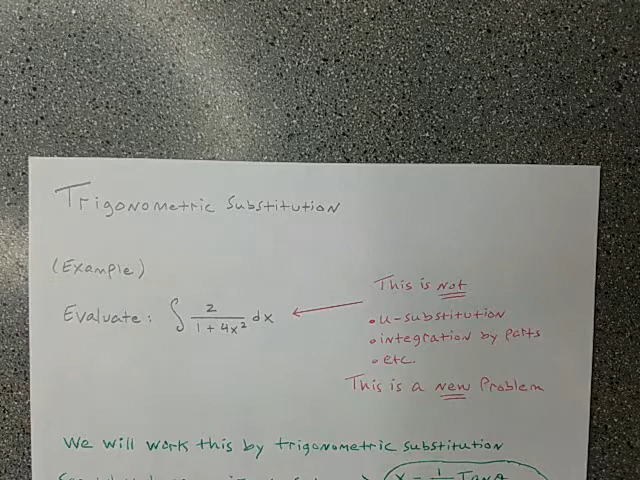 Trigonometric Substitution
(Example)
Evaluate: ∫ 2/(1 + 4x²) dx
This is Not
• u-substitution
• integration by parts
• etc.
This is a new Problem
We will work this by trigonometric substitution